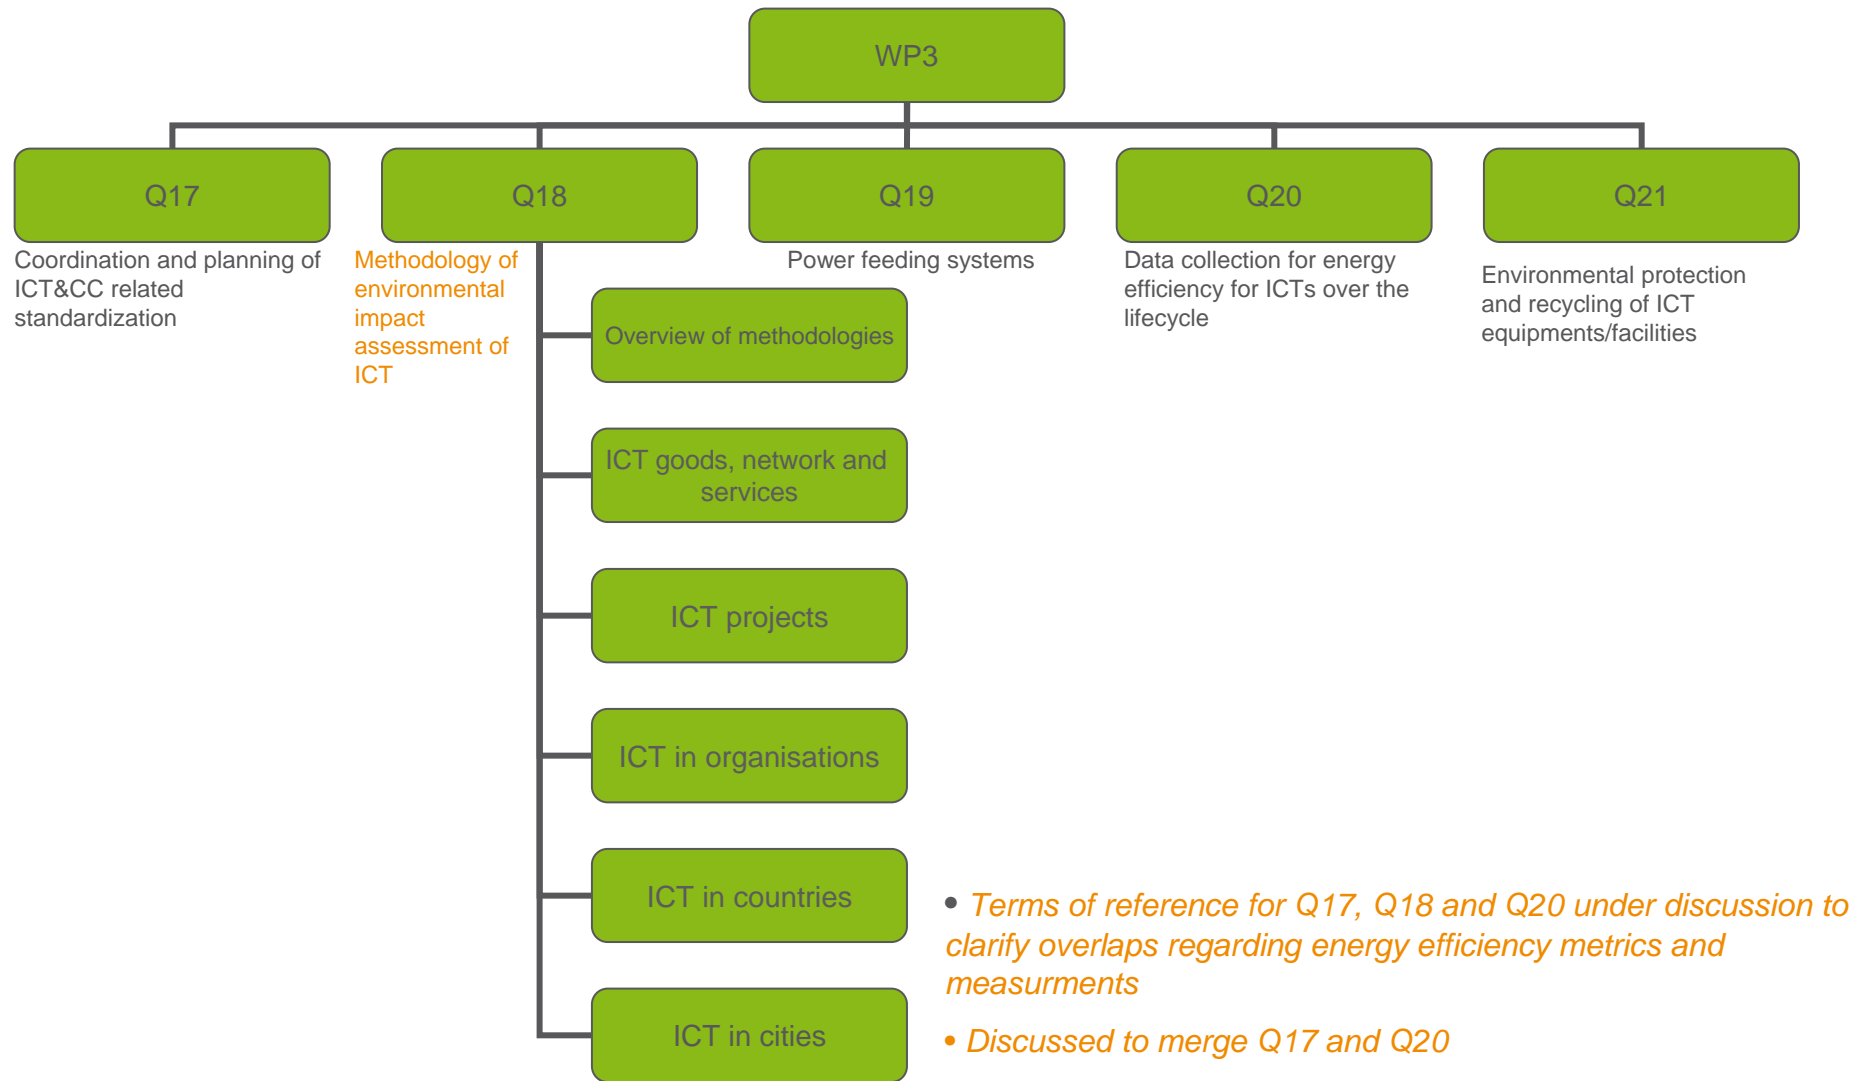 WP3
Q17
Q18
Q19
Q20
Q21
Coordination and planning of
ICT&CC related
standardization
Methodology of
environmental
impact
assessment of
ICT
Power feeding systems
Data collection for energy
efficiency for ICTs over the
lifecycle
Environmental protection
and recycling of ICT
equipments/facilities
Overview of methodologies
ICT goods, network and
services
ICT projects
ICT in organisations
ICT in countries
ICT in cities
• Terms of reference for Q17, Q18 and Q20 under discussion to
clarify overlaps regarding energy efficiency metrics and
measurments
• Discussed to merge Q17 and Q20